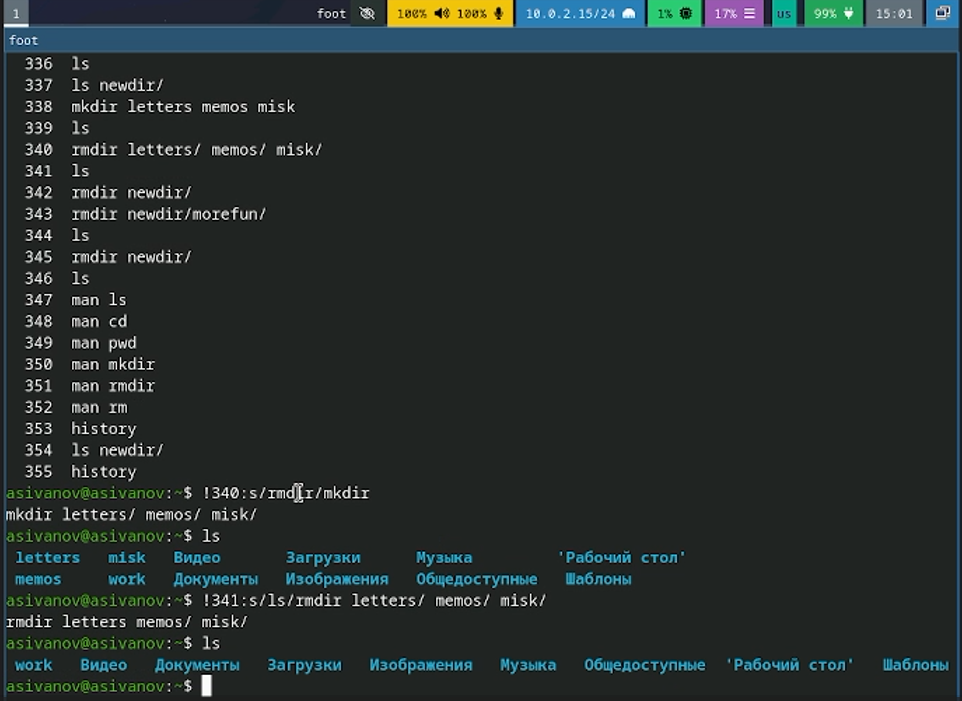 1 foot 100% 100% 10.0.2.15/24 1% 17% us 99% 15:01
foot
336 ls
337 ls newdir/
338 mkdir letters memos misk
339 ls
340 rmdir letters/ memos/ misk/
341 ls
342 rmdir newdir/
343 rmdir newdir/morefun/
344 ls
345 rmdir newdir/
346 ls
347 man ls
348 man cd
349 man pwd
350 man mkdir
351 man rmdir
352 man rm
353 history
354 ls newdir/
355 history
asivanov@asivanov:~$ !340:s/rmdir/mkdir
mkdir letters/ memos/ misk/
asivanov@asivanov:~$ ls
letters misk Видео Загрузки Музыка 'Рабочий стол'
memos work Документы Изображения Общедоступные Шаблоны
asivanov@asivanov:~$ !341:s/ls/rmdir letters/ memos/ misk/
rmdir letters memos/ misk/
asivanov@asivanov:~$ ls
work Видео Документы Загрузки Изображения Музыка Общедоступные 'Рабочий стол' Шаблоны
asivanov@asivanov:~$